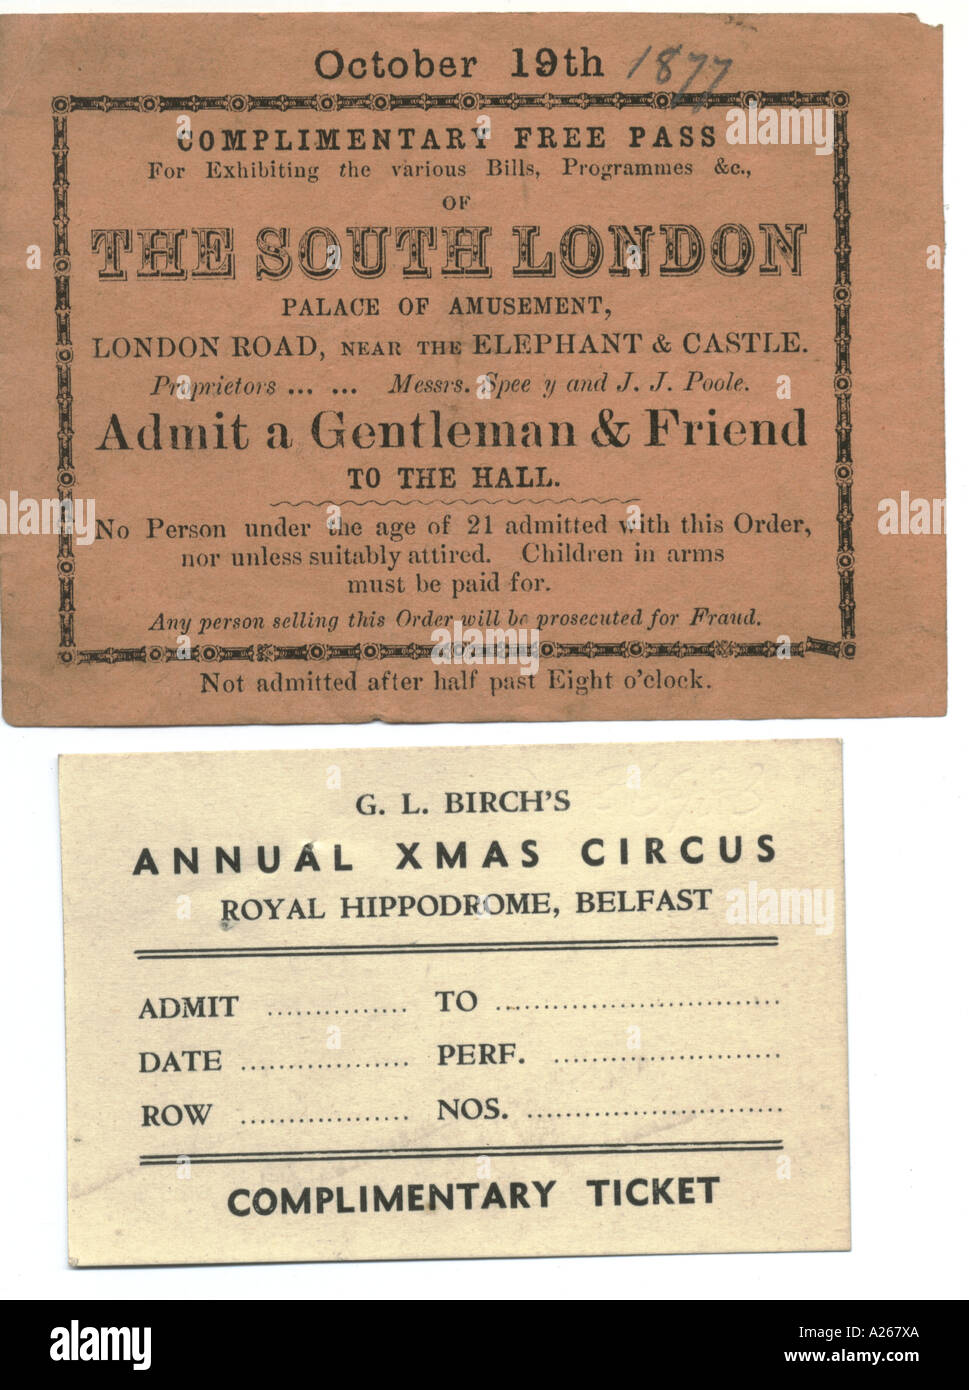 October 19th 1877
COMPLIMENTARY FREE PASS
For Exhibiting the various Bills, Programmes &c.,
OF
THE SOUTH LONDON
PALACE OF AMUSEMENT,
LONDON ROAD, NEAR THE ELEPHANT & CASTLE.
Proprietors ... ... Messrs. Spee y and J. J. Poole.
Admit a Gentleman & Friend
TO THE HALL.
No Person under the age of 21 admitted with this Order,
nor unless suitably attired. Children in arms
must be paid for.
Any person selling this Order will be prosecuted for Fraud.
Not admitted after half past Eight o'clock.
G. L. BIRCH'S
ANNUAL XMAS CIRCUS
ROYAL HIPPODROME, BELFAST
ADMIT ............... TO ..............................
DATE .................. PERF. ........................
ROW .................. NOS. ...........................
COMPLIMENTARY TICKET
alamy
Image ID: A267XA
www.alamy.com